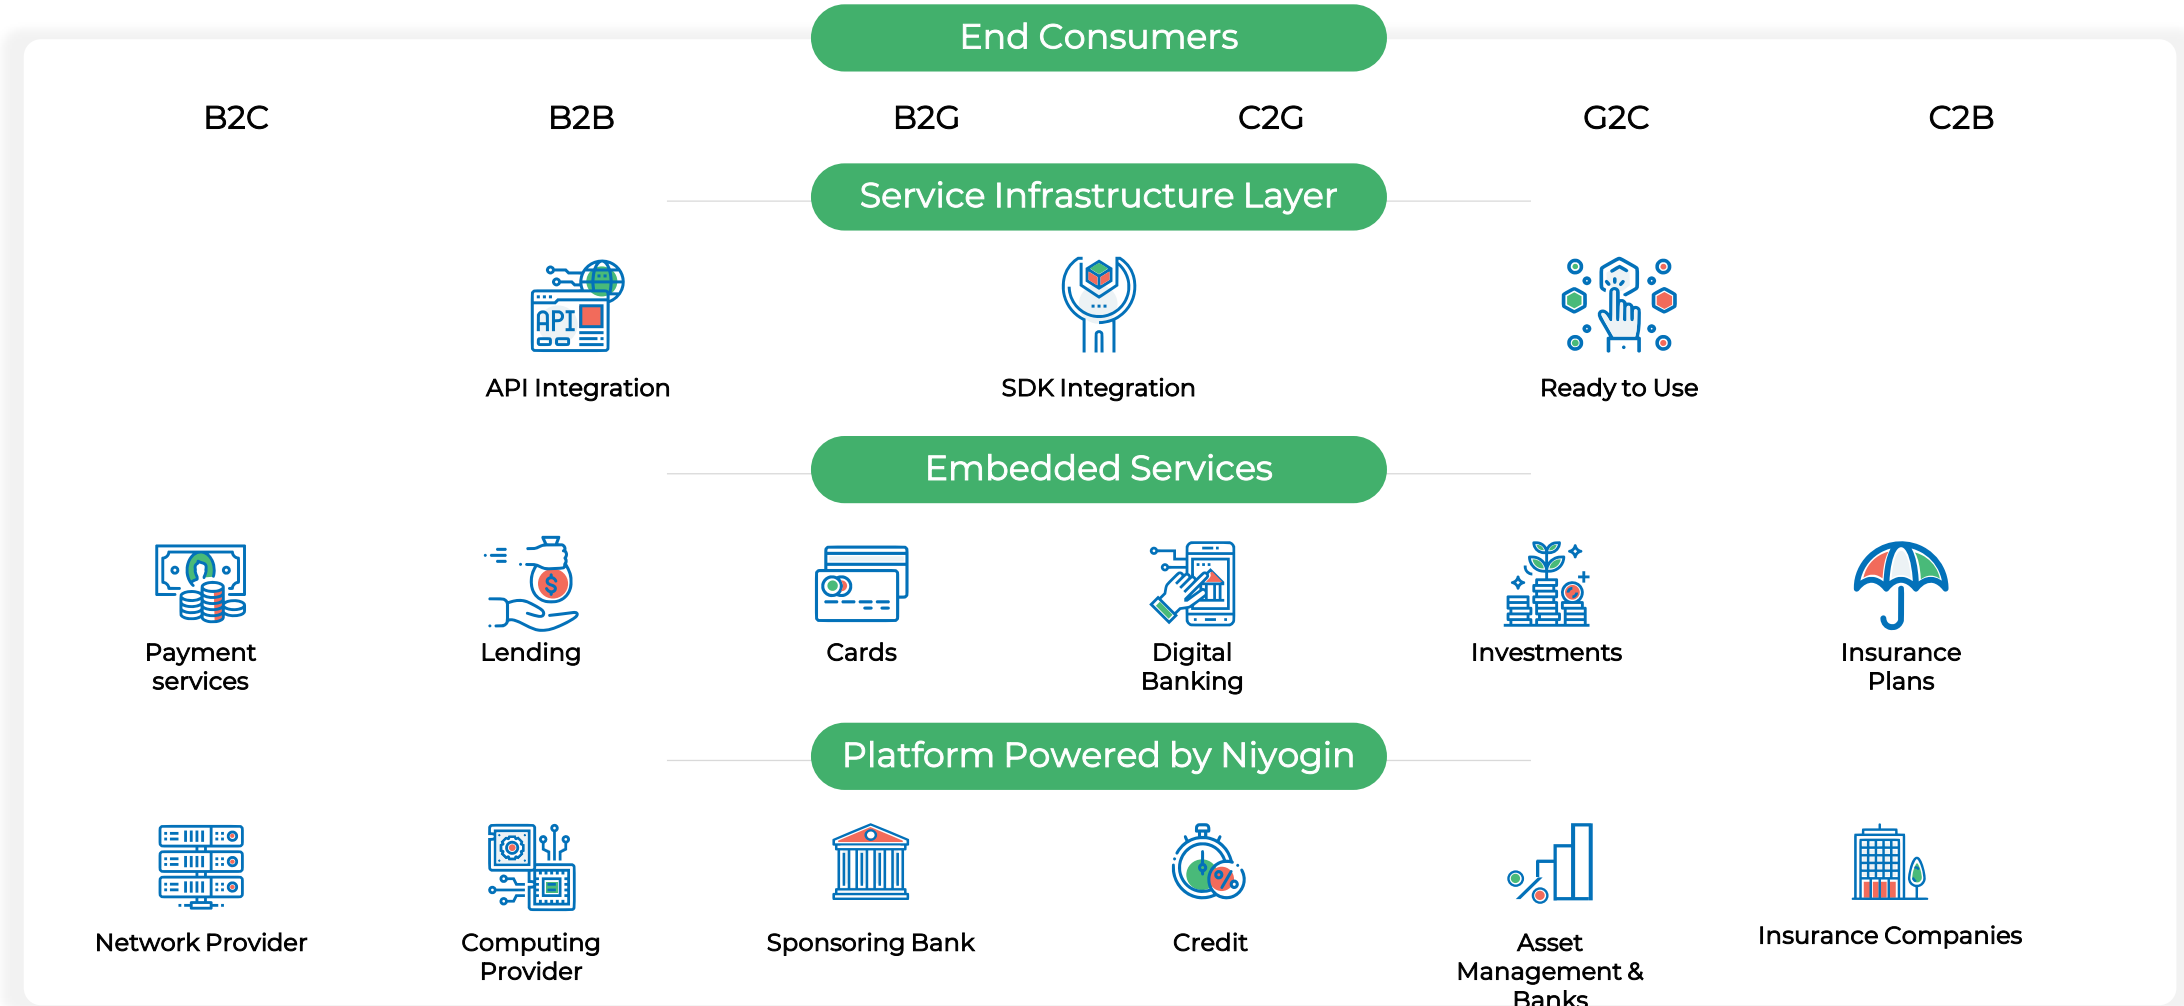 End Consumers
B2C B2B B2G C2G G2C C2B
Service Infrastructure Layer
API
API Integration SDK Integration Ready to Use
Embedded Services
$
Payment
services
Lending
Cards
Digital
Banking
Investments
Insurance
Plans
Platform Powered by Niyogin
%
Network Provider
Computing
Provider
Sponsoring Bank
Credit
Asset
Management &
Banks
Insurance Companies